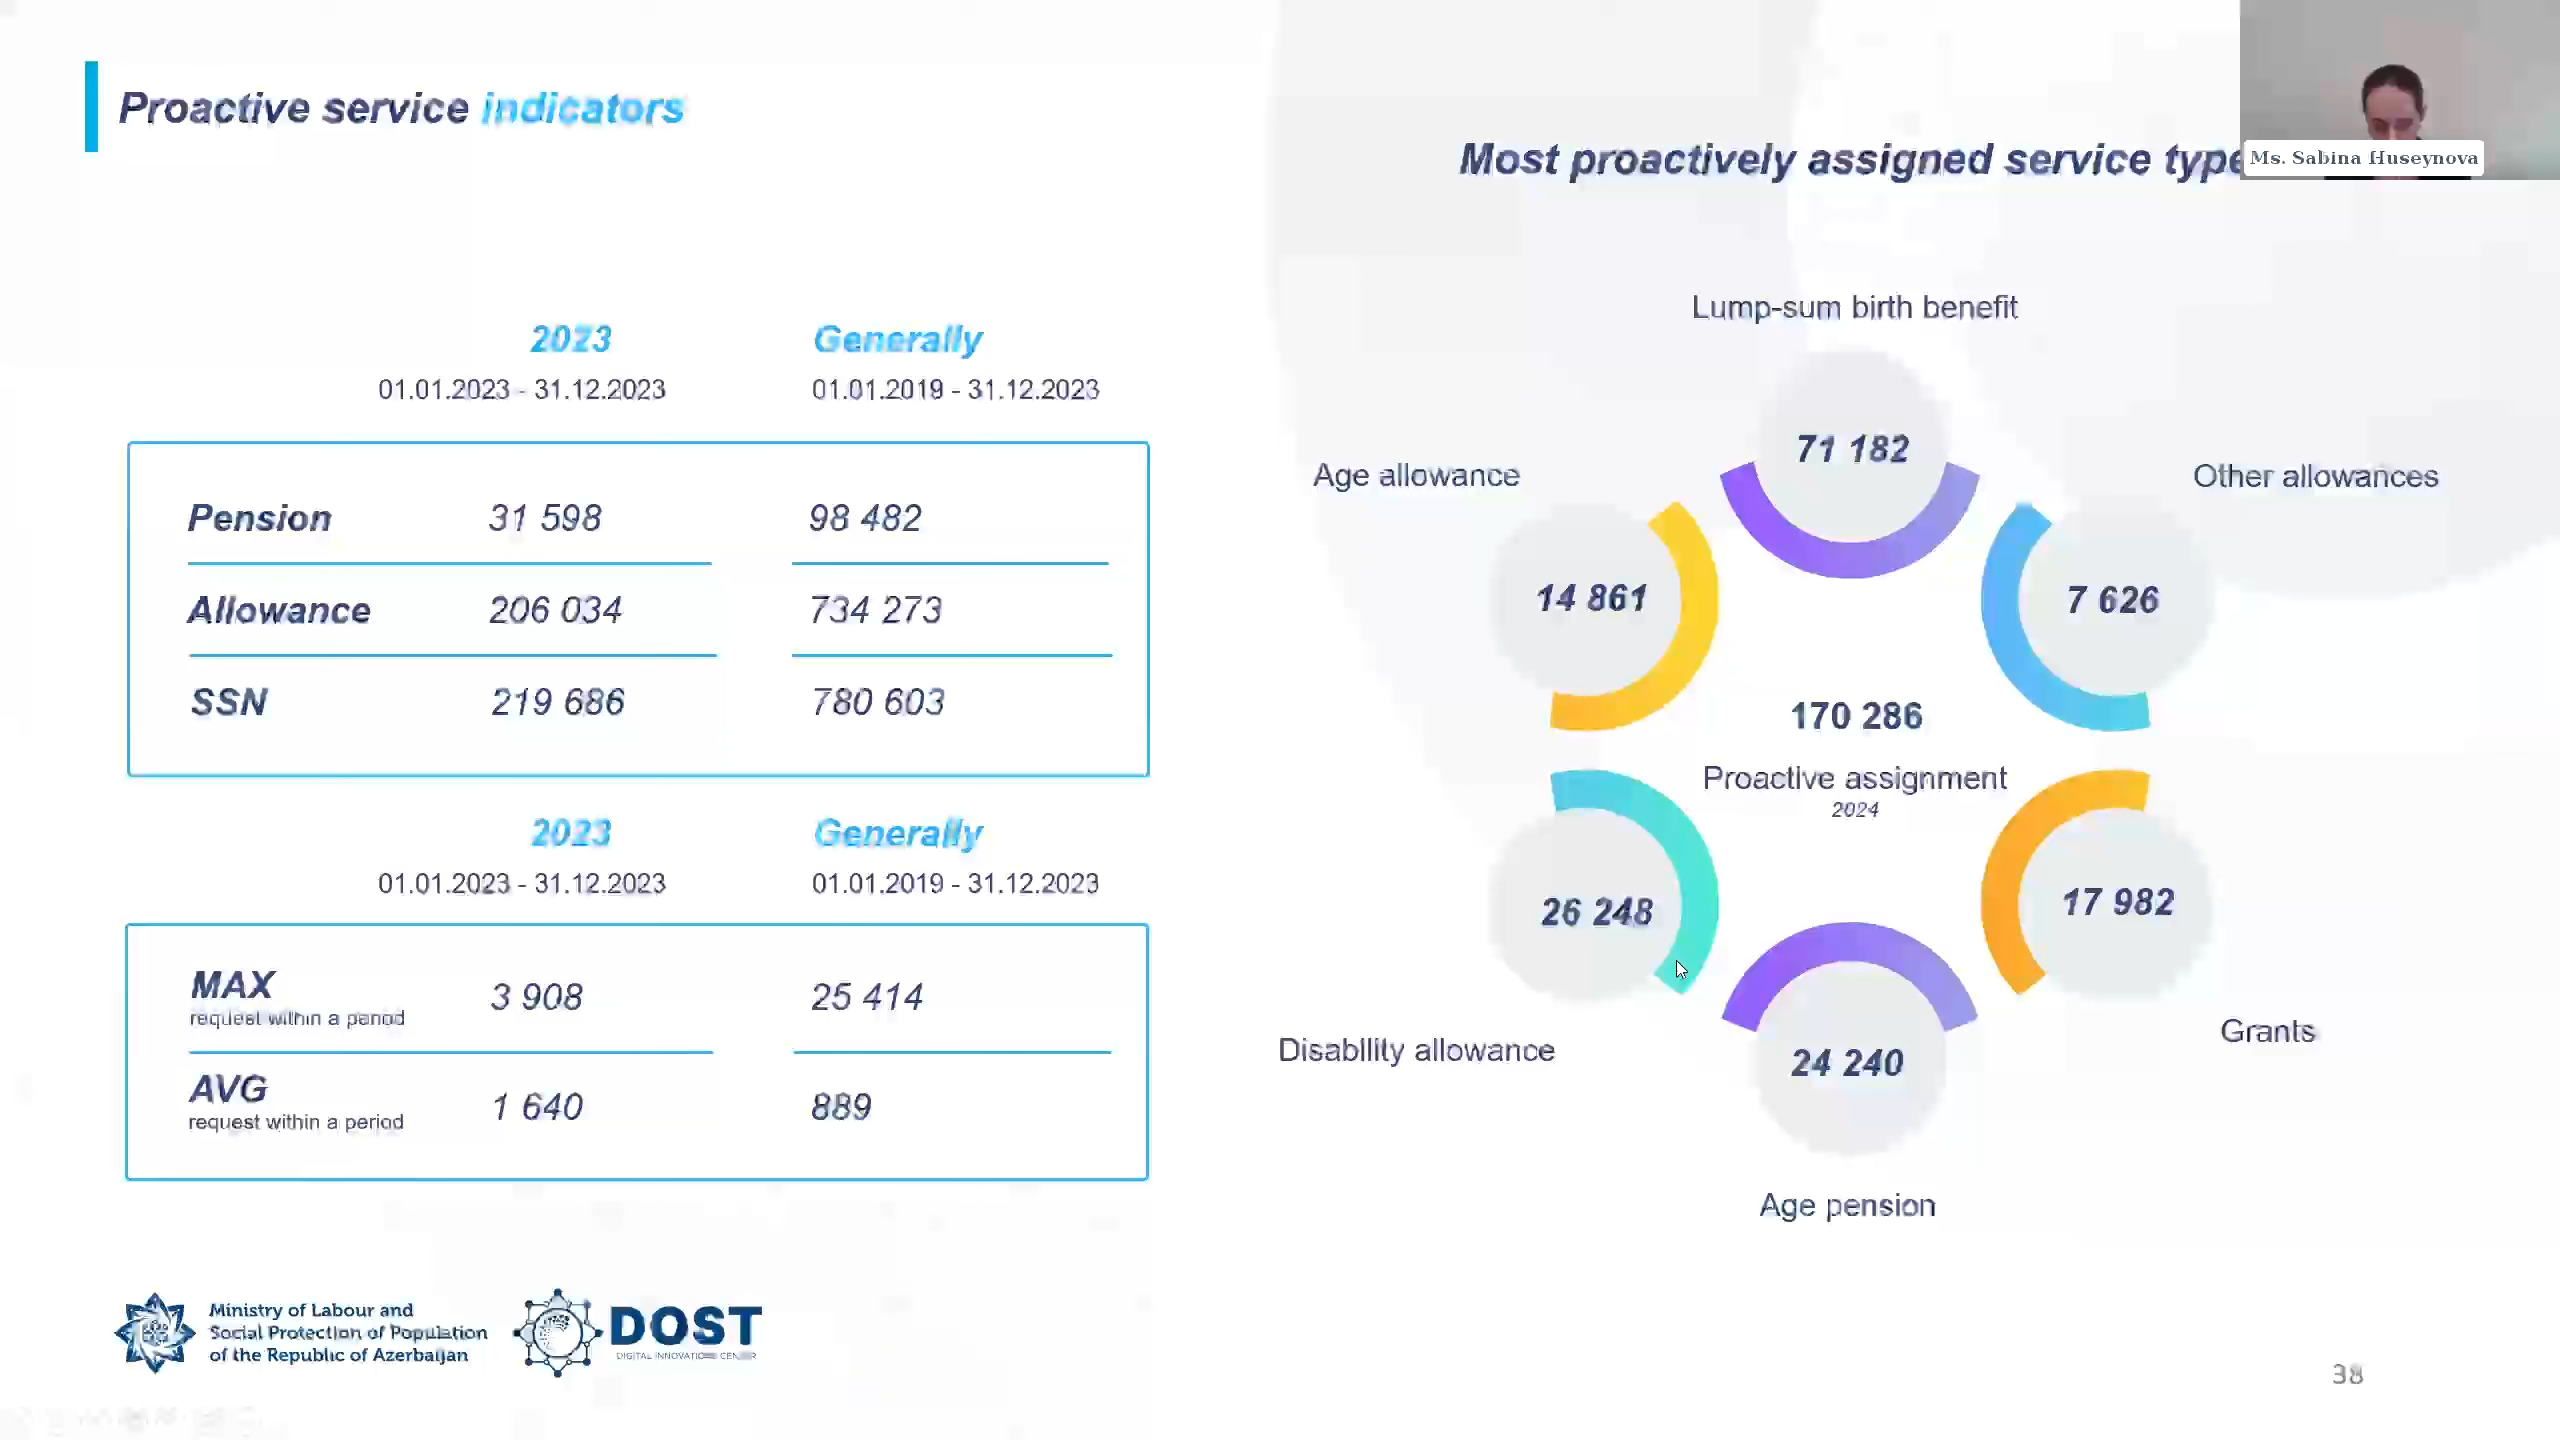 Proactive service indicators
Most proactively assigned service type
Ms. Sabina Huseynova
2023 Generally
01.01.2023 - 31.12.2023 01.01.2019 - 31.12.2023
Pension 31 598 98 482
Allowance 206 034 734 273
SSN 219 686 780 603
2023 Generally
01.01.2023 - 31.12.2023 01.01.2019 - 31.12.2023
MAX 3 908 25 414
request within a period
AVG 1 640 889
request within a period
Lump-sum birth benefit
71 182
Age allowance
14 861
Other allowances
7 626
170 286
Proactive assignment
2024
26 248
Disability allowance
17 982
Grants
24 240
Age pension
Ministry of Labour and
Social Protection of Population
of the Republic of Azerbaijan
DOST
DIGITAL INNOVATIONS CENTER
38